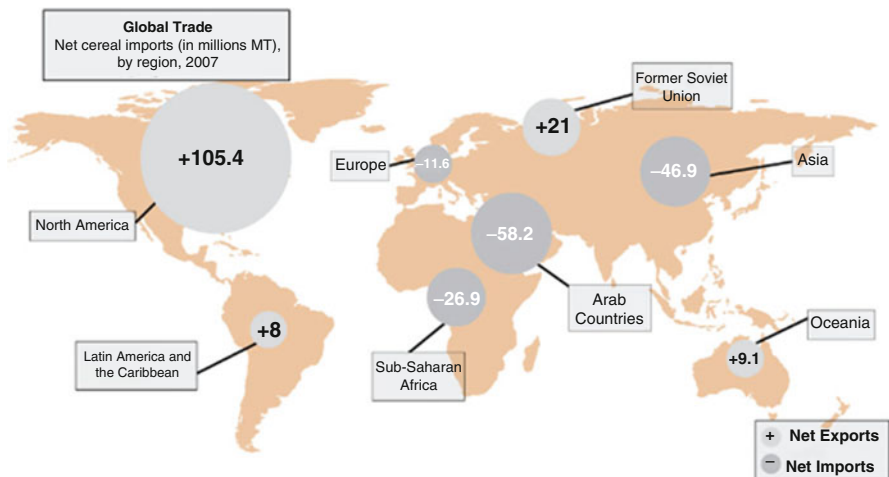 Global Trade
Net cereal imports (in millions MT),
by region, 2007
Former Soviet
Union
+105.4
+21
Europe
–11.6
–46.9
Asia
North America
–58.2
–26.9
Arab
Countries
+8
Oceania
Latin America and
the Caribbean
Sub-Saharan
Africa
+9.1
+ Net Exports
– Net Imports